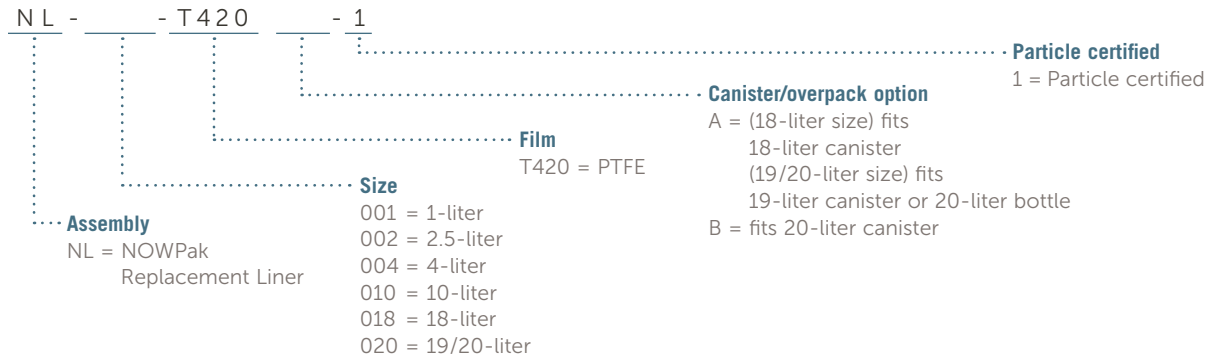 NL-    -T420    -1
Particle certified
1 = Particle certified
Canister/overpack option
A = (18-liter size) fits
18-liter canister
(19/20-liter size) fits
19-liter canister or 20-liter bottle
B = fits 20-liter canister
Film
T420 = PTFE
Size
001 = 1-liter
002 = 2.5-liter
004 = 4-liter
010 = 10-liter
018 = 18-liter
020 = 19/20-liter
Assembly
NL = NOWPak
Replacement Liner